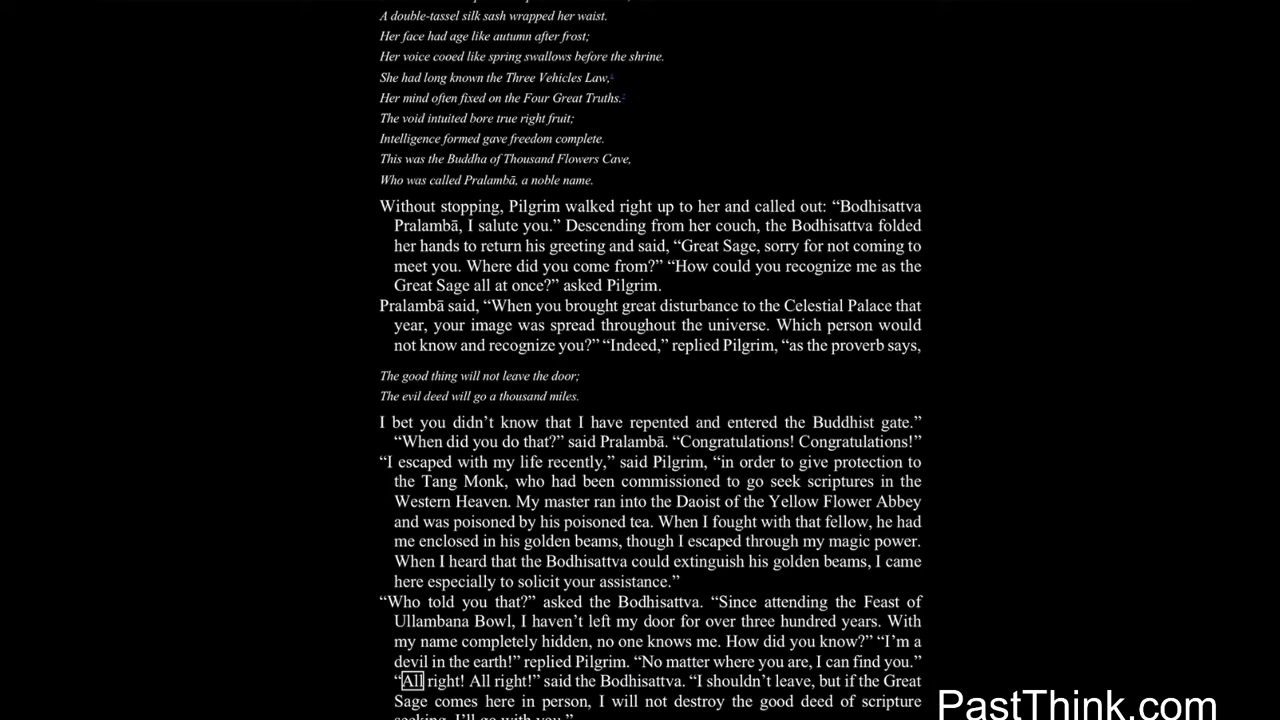 A double-tassel silk sash wrapped her waist.
Her face had age like autumn after frost;
Her voice cooed like spring swallows before the shrine.
She had long known the Three Vehicles Law,
Her mind often fixed on the Four Great Truths.
The void intuited bore true right fruit;
Intelligence formed gave freedom complete.
This was the Buddha of Thousand Flowers Cave,
Who was called Pralambā, a noble name.
Without stopping, Pilgrim walked right up to her and called out: “Bodhisattva
Pralambā, I salute you.” Descending from her couch, the Bodhisattva folded
her hands to return his greeting and said, “Great Sage, sorry for not coming to
meet you. Where did you come from?” “How could you recognize me as the
Great Sage all at once?” asked Pilgrim.
Pralambā said, “When you brought great disturbance to the Celestial Palace that
year, your image was spread throughout the universe. Which person would
not know and recognize you?” “Indeed,” replied Pilgrim, “as the proverb says,
The good thing will not leave the door;
The evil deed will go a thousand miles.
I bet you didn’t know that I have repented and entered the Buddhist gate.”
“When did you do that?” said Pralambā. “Congratulations! Congratulations!”
“I escaped with my life recently,” said Pilgrim, “in order to give protection to
the Tang Monk, who had been commissioned to go seek scriptures in the
Western Heaven. My master ran into the Daoist of the Yellow Flower Abbey
and was poisoned by his poisoned tea. When I fought with that fellow, he had
me enclosed in his golden beams, though I escaped through my magic power.
When I heard that the Bodhisattva could extinguish his golden beams, I came
here especially to solicit your assistance.”
“Who told you that?” asked the Bodhisattva. “Since attending the Feast of
Ullambana Bowl, I haven’t left my door for over three hundred years. With
my name completely hidden, no one knows me. How did you know?” “I’m a
devil in the earth!” replied Pilgrim. “No matter where you are, I can find you.”
“All right! All right!” said the Bodhisattva. “I shouldn’t leave, but if the Great
Sage comes here in person, I will not destroy the good deed of scripture
seeking. I’ll go with you.”
PastThink.com